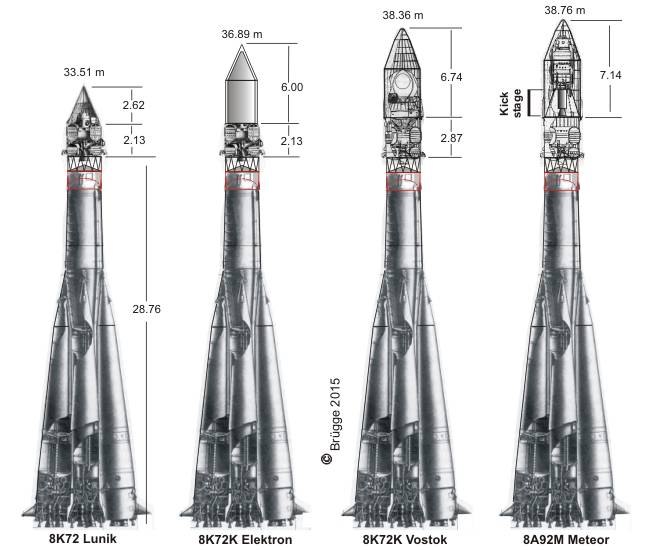 33.51 m
2.62
2.13
28.76
36.89 m
6.00
2.13
38.36 m
6.74
2.87
38.76 m
7.14
Kick
stage
© Brügge 2015
8K72 Lunik
8K72K Elektron
8K72K Vostok
8A92M Meteor